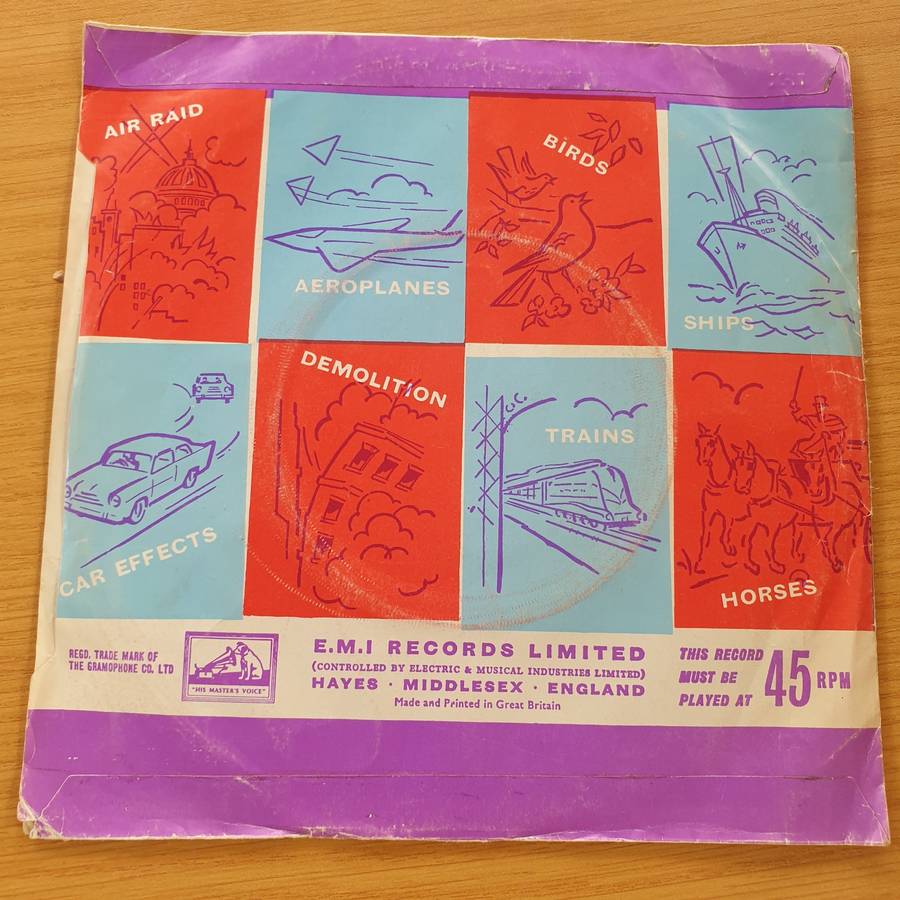 AIR RAID
AEROPLANES
BIRDS
SHIPS
CAR EFFECTS
DEMOLITION
TRAINS
HORSES
REGD. TRADE MARK OF
THE GRAMOPHONE CO. LTD
"HIS MASTER'S VOICE"
E.M.I RECORDS LIMITED
(CONTROLLED BY ELECTRIC & MUSICAL INDUSTRIES LIMITED)
HAYES · MIDDLESEX · ENGLAND
Made and Printed in Great Britain
THIS RECORD
MUST BE
PLAYED AT
45 RPM